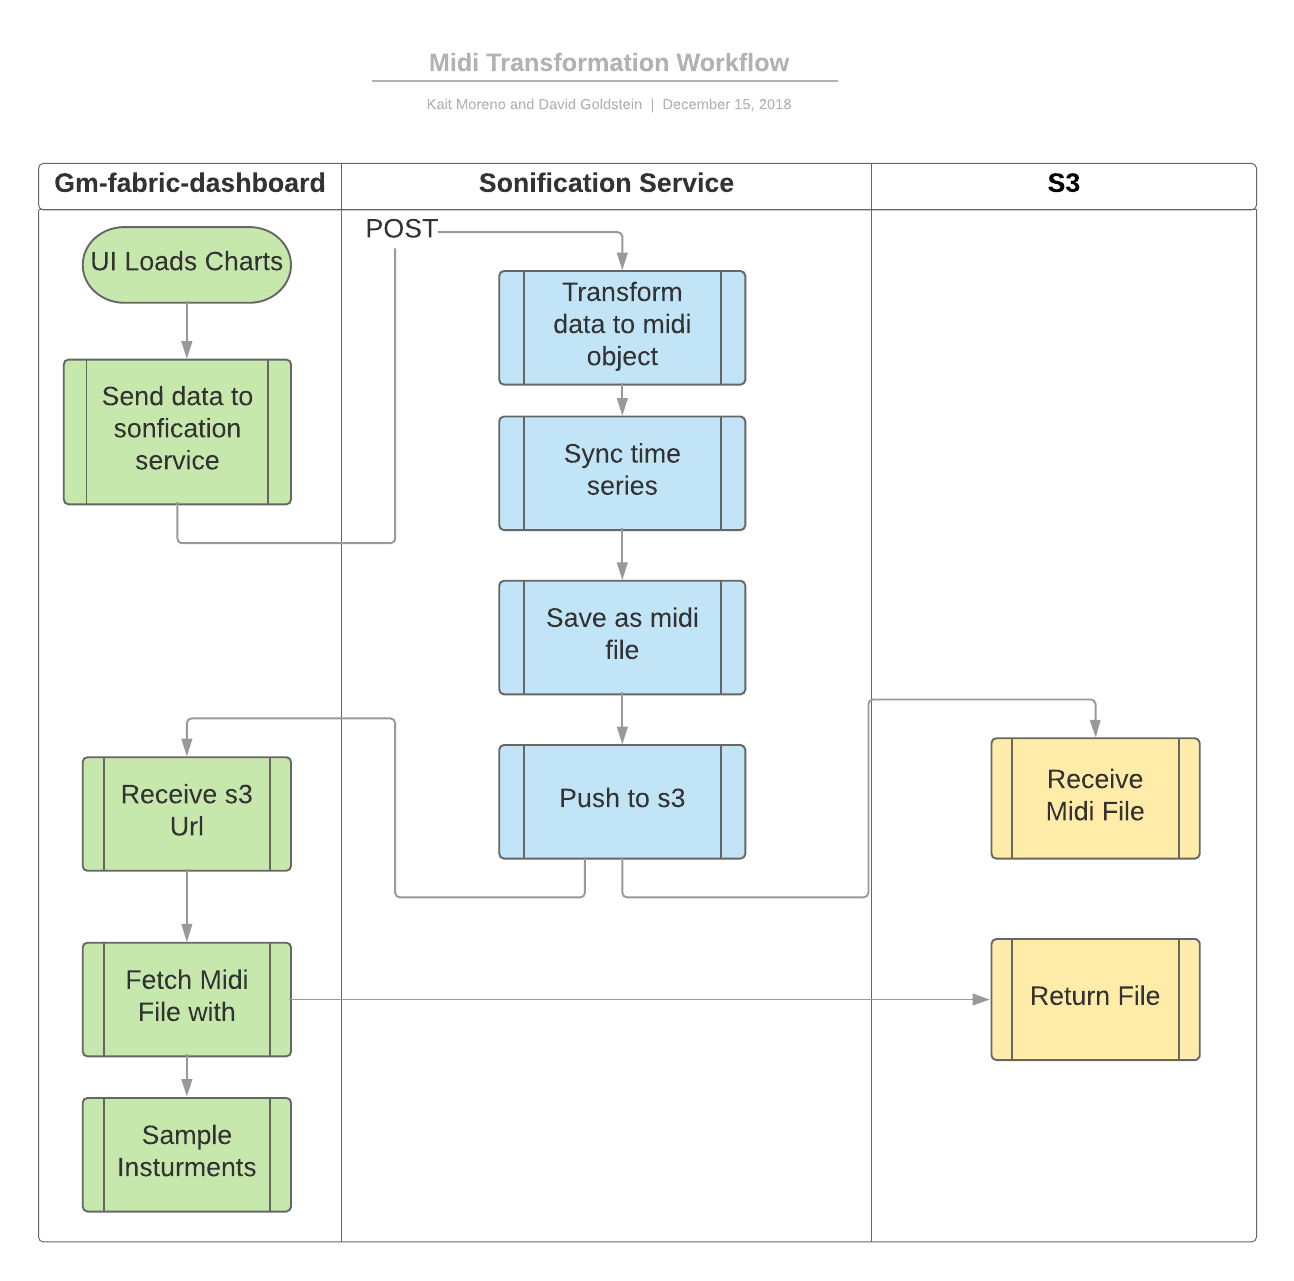 Midi Transformation Workflow
Kait Moreno and David Goldstein | December 15, 2018
Gm-fabric-dashboard
Sonification Service
S3
UI Loads Charts
Send data to
sonfication
service
POST
Transform
data to midi
object
Sync time
series
Save as midi
file
Push to s3
Receive
Midi File
Receive s3
Url
Fetch Midi
File with
Return File
Sample
Insturments